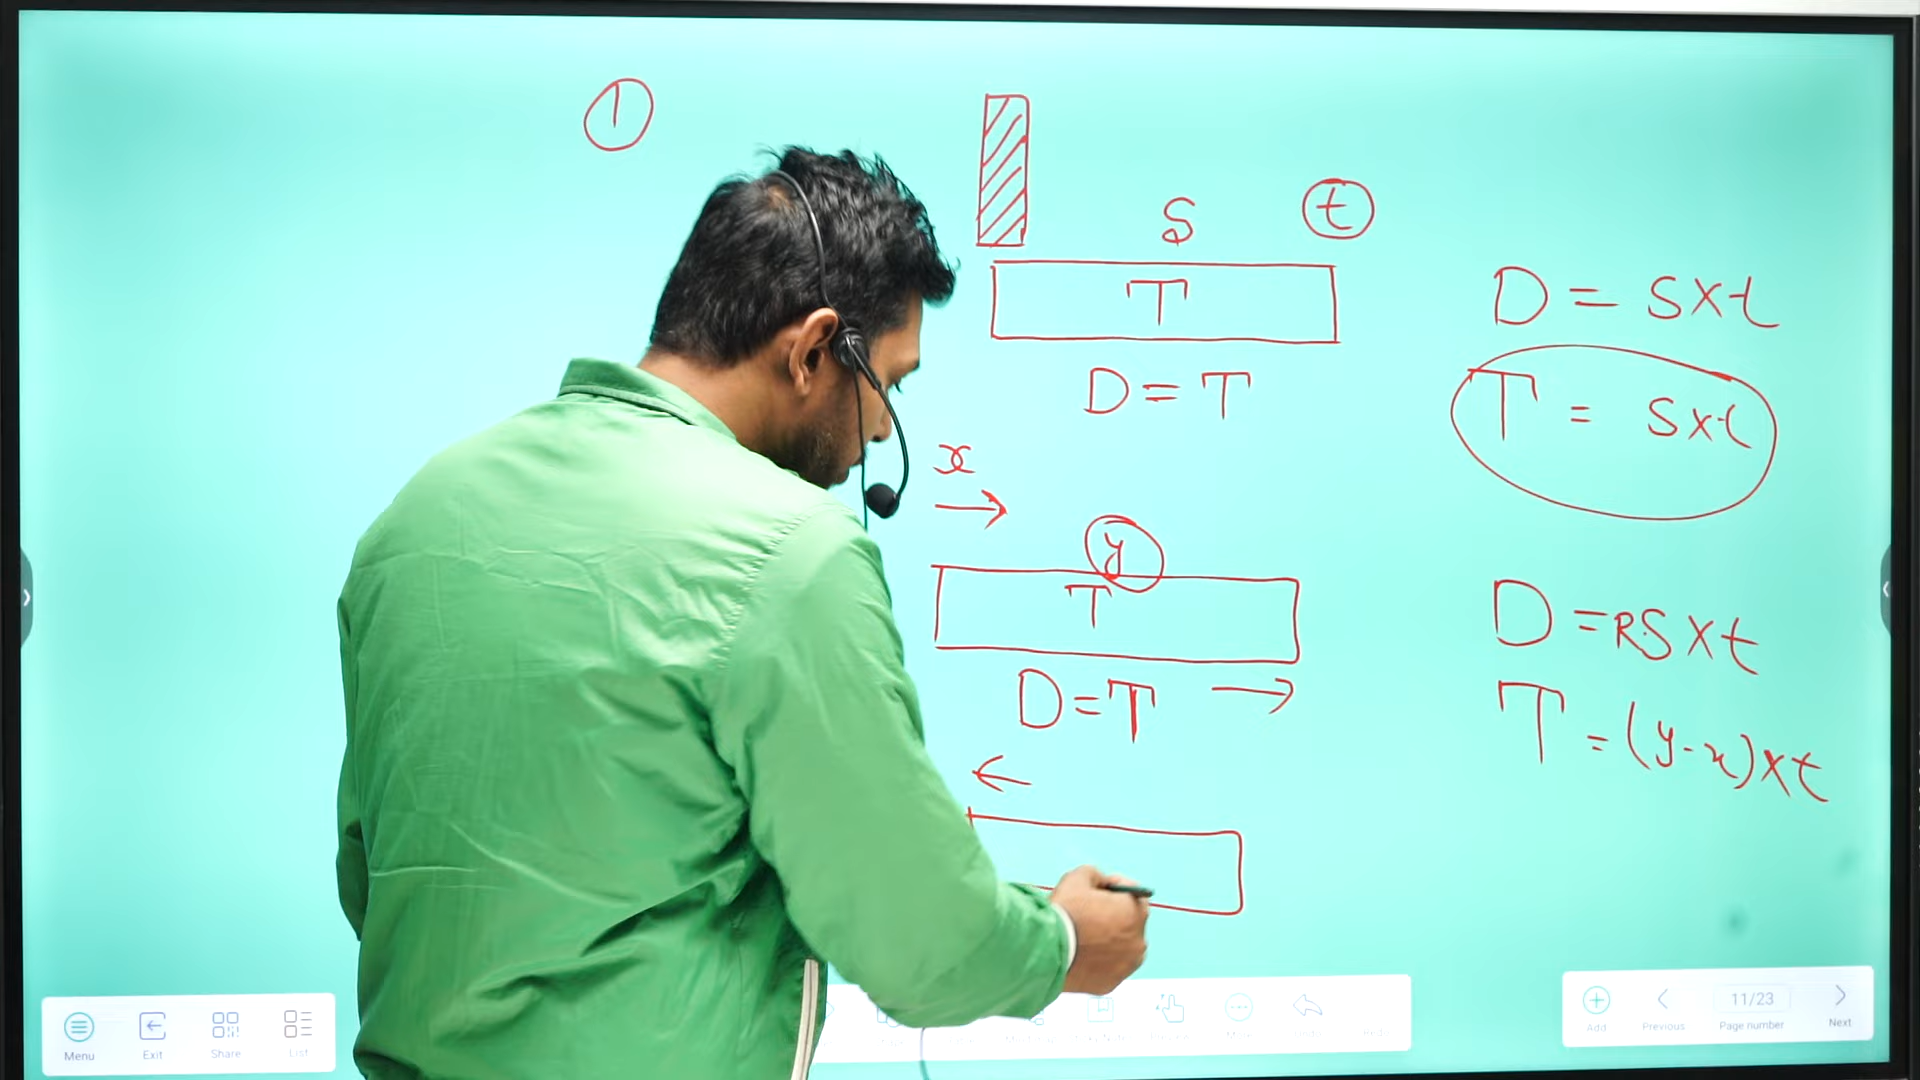 1
S t
T
D = S x t
D = T
T = S x t
x
y
T
D = RS x t
D = T
T = (y - x) x t
Menu
Exit
Share
List
Add
Previous
11/23
Page number
Next